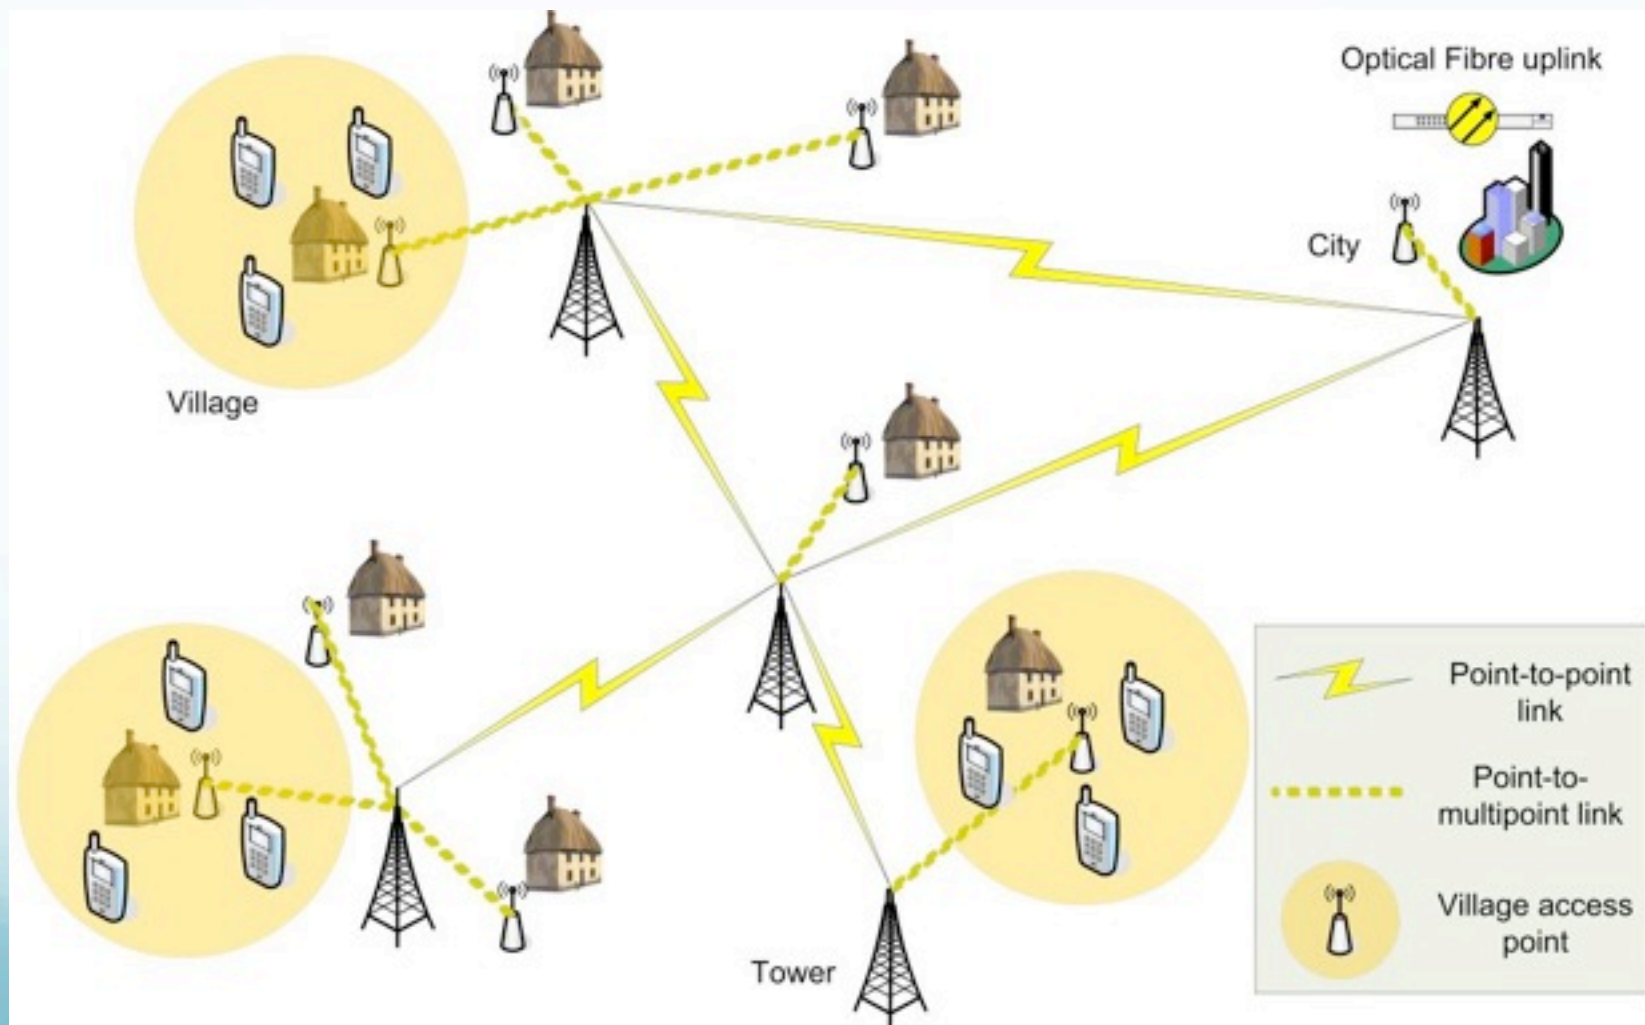 Optical Fibre uplink
City
Village
Tower
Point-to-point
link
Point-to-
multipoint link
Village access
point